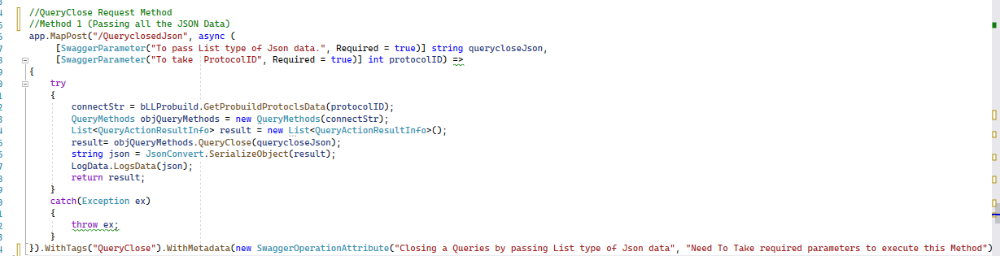 //QueryClose Request Method
//Method 1 (Passing all the JSON Data)
app.MapPost("/QueryclosedJson", async (
[SwaggerParameter("To pass List type of Json data.", Required = true)] string querycloseJson,
[SwaggerParameter("To take  ProtocolID", Required = true)] int protocolID) =>
{
try
{
connectStr = bLLProbuild.GetProbuildProtoclsData(protocolID);
QueryMethods objQueryMethods = new QueryMethods(connectStr);
List<QueryActionResultInfo> result = new List<QueryActionResultInfo>();
result= objQueryMethods.QueryClose(querycloseJson);
string json = JsonConvert.SerializeObject(result);
LogData.LogsData(json);
return result;
}
catch(Exception ex)
{
throw ex;
}
}).WithTags("QueryClose").WithMetadata(new SwaggerOperationAttribute("Closing a Queries by passing List type of Json data", "Need To Take required parameters to execute this Method")